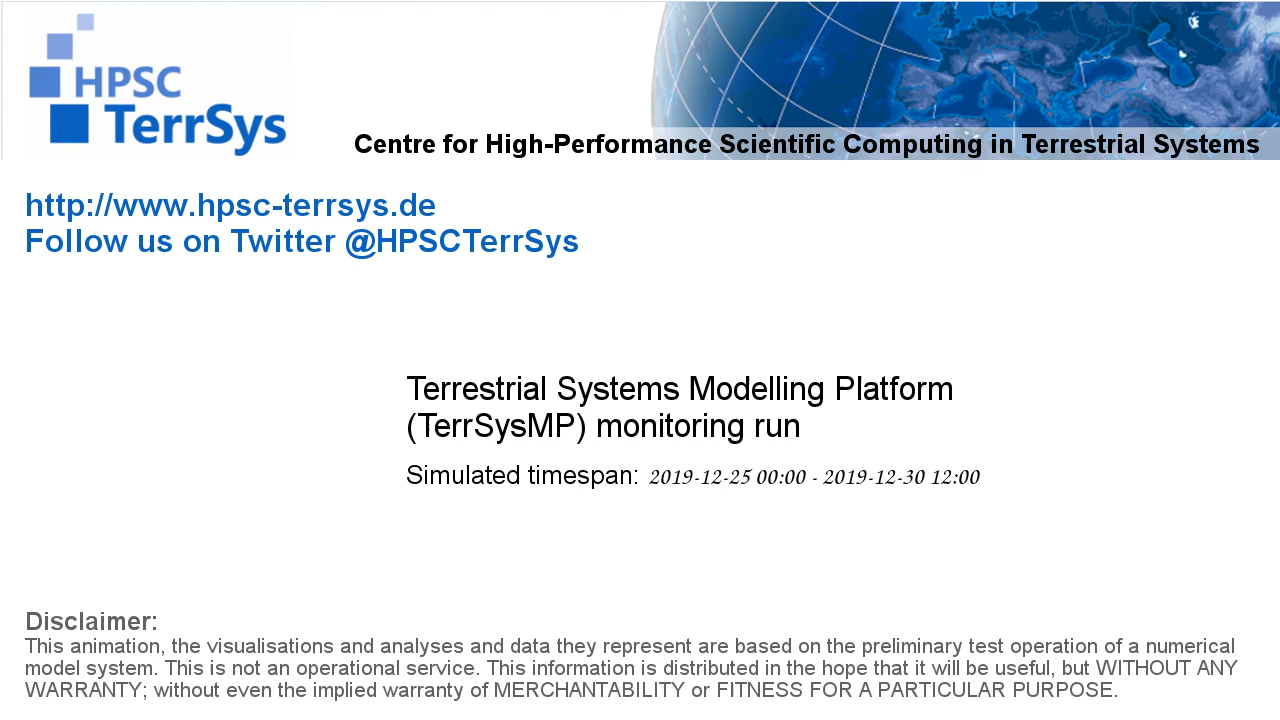 HPSC
TerrSys
Centre for High-Performance Scientific Computing in Terrestrial Systems
http://www.hpsc-terrsys.de
Follow us on Twitter @HPSCTerrSys
Terrestrial Systems Modelling Platform
(TerrSysMP) monitoring run
Simulated timespan: 2019-12-25 00:00 - 2019-12-30 12:00
Disclaimer:
This animation, the visualisations and analyses and data they represent are based on the preliminary test operation of a numerical
model system. This is not an operational service. This information is distributed in the hope that it will be useful, but WITHOUT ANY
WARRANTY; without even the implied warranty of MERCHANTABILITY or FITNESS FOR A PARTICULAR PURPOSE.